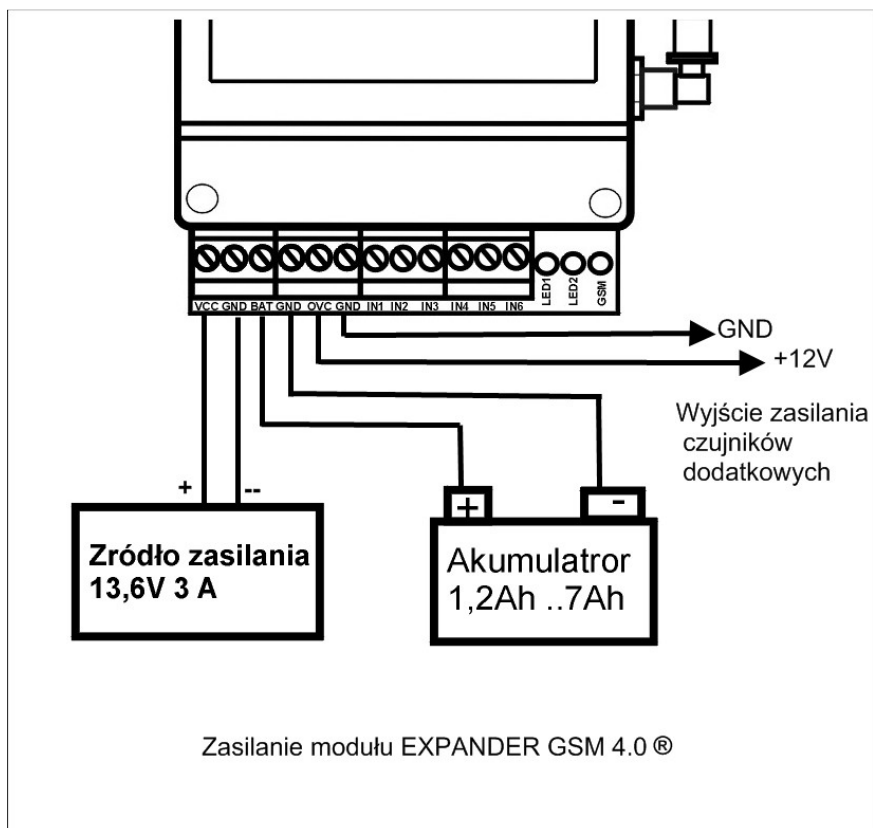 VCC GND BAT GND OVC GND IN1 IN2 IN3 IN4 IN5 IN6 LED1 LED2 GSM
GND
+12V
Wyjście zasilania
czujników
dodatkowych
+ --
Zródło zasilania
13,6V 3 A
+ -
Akumulatror
1,2Ah ..7Ah
Zasilanie modułu EXPANDER GSM 4.0 ®